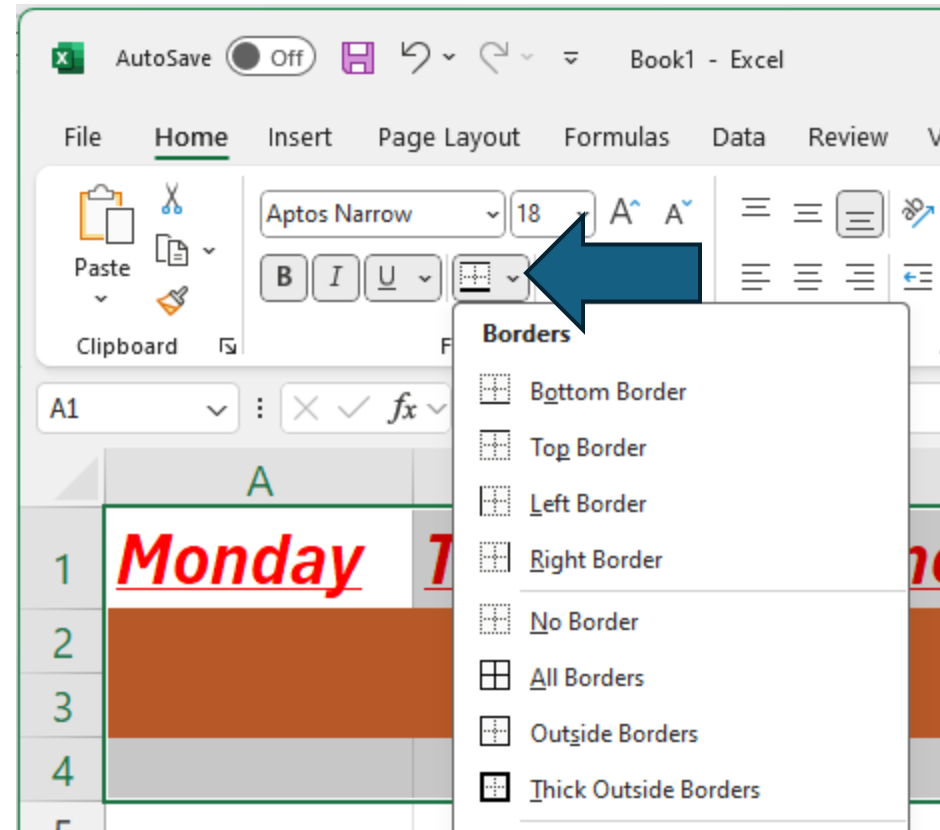 AutoSave Off Book1 - Excel
File Home Insert Page Layout Formulas Data Review
Paste
Clipboard
Aptos Narrow 18
B I U
A1 fx
Borders
Bottom Border
Top Border
Left Border
Right Border
No Border
All Borders
Outside Borders
Thick Outside Borders
A
1 Monday
2
3
4